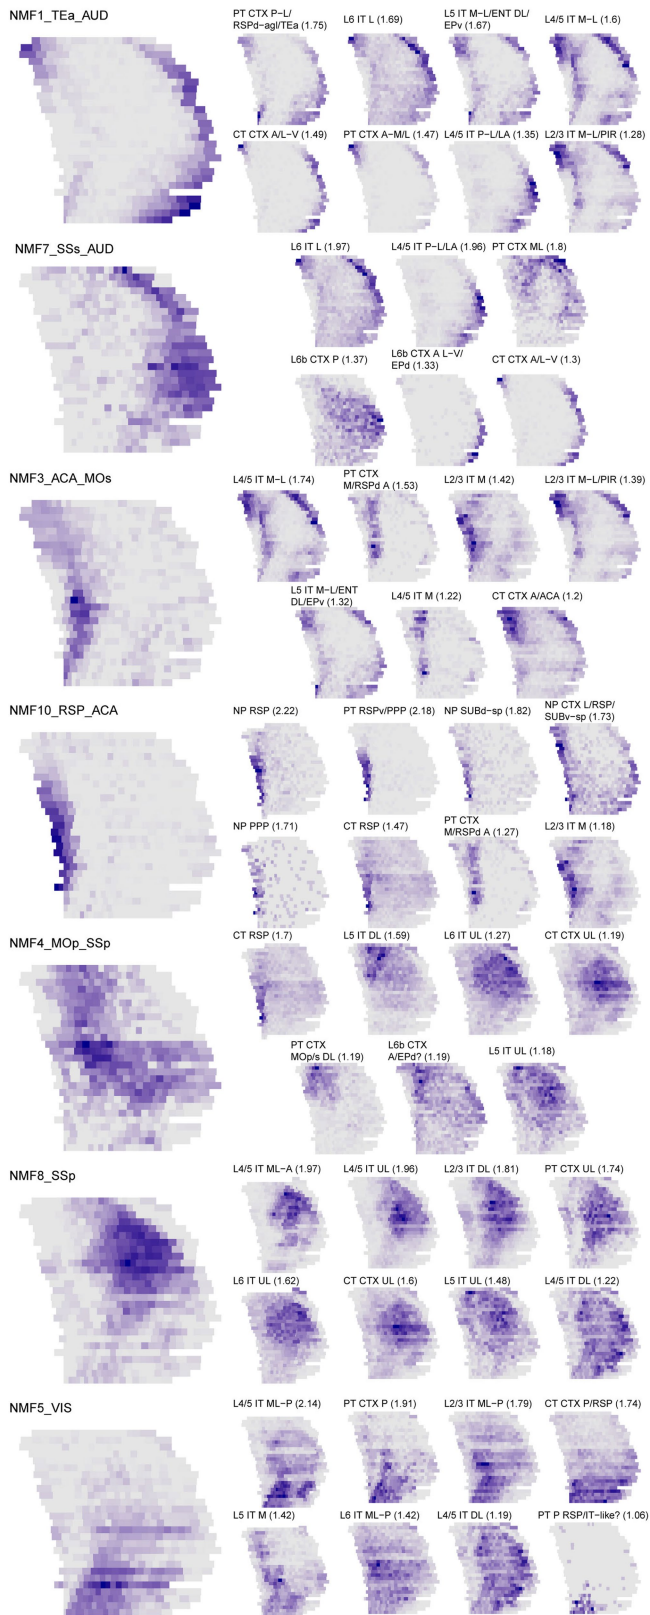 NMF1_TEa_AUD
PT CTX P−L/
RSPd−agl/TEa (1.75)
L6 IT L (1.69)
L5 IT M−L/ENT DL/
EPv (1.67)
L4/5 IT M−L (1.6)
CT CTX A/L−V (1.49)
PT CTX A−M/L (1.47)
L4/5 IT P−L/LA (1.35)
L2/3 IT M−L/PIR (1.28)
NMF7_SSs_AUD
L6 IT L (1.97)
L4/5 IT P−L/LA (1.96)
PT CTX ML (1.8)
L6b CTX P (1.37)
L6b CTX A L−V/
EPd (1.33)
CT CTX A/L−V (1.3)
NMF3_ACA_MOs
L4/5 IT M−L (1.74)
PT CTX
M/RSPd A (1.53)
L2/3 IT M (1.42)
L2/3 IT M−L/PIR (1.39)
L5 IT M−L/ENT
DL/EPv (1.32)
L4/5 IT M (1.22)
CT CTX A/ACA (1.2)
NMF10_RSP_ACA
NP RSP (2.22)
PT RSPv/PPP (2.18)
NP SUBd−sp (1.82)
NP CTX L/RSP/
SUBv−sp (1.73)
NP PPP (1.71)
CT RSP (1.47)
PT CTX
M/RSPd A (1.27)
L2/3 IT M (1.18)
NMF4_MOp_SSp
CT RSP (1.7)
L5 IT DL (1.59)
L6 IT UL (1.27)
CT CTX UL (1.19)
PT CTX
MOp/s DL (1.19)
L6b CTX
A/EPd? (1.19)
L5 IT UL (1.18)
NMF8_SSp
L4/5 IT ML−A (1.97)
L4/5 IT UL (1.96)
L2/3 IT DL (1.81)
PT CTX UL (1.74)
L6 IT UL (1.62)
CT CTX UL (1.6)
L5 IT UL (1.48)
L4/5 IT DL (1.22)
NMF5_VIS
L4/5 IT ML−P (2.14)
PT CTX P (1.91)
L2/3 IT ML−P (1.79)
CT CTX P/RSP (1.74)
L5 IT M (1.42)
L6 IT ML−P (1.42)
L4/5 IT DL (1.19)
PT P RSP/IT−like? (1.06)